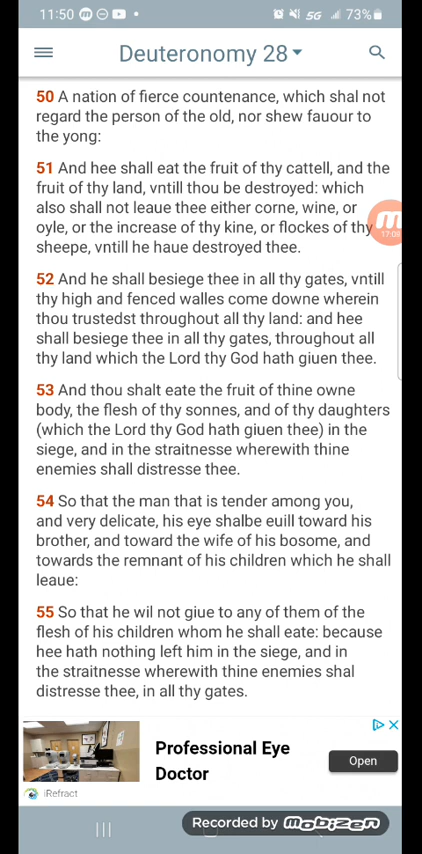 11:50 5G 73%
Deuteronomy 28
50 A nation of fierce countenance, which shal not
regard the person of the old, nor shew fauour to
the yong:
51 And hee shall eat the fruit of thy cattell, and the
fruit of thy land, vntill thou be destroyed: which
also shall not leaue thee either corne, wine, or
oyle, or the increase of thy kine, or flockes of thy
sheepe, vntill he haue destroyed thee.
17:08
52 And he shall besiege thee in all thy gates, vntill
thy high and fenced walles come downe wherein
thou trustedst throughout all thy land: and hee
shall besiege thee in all thy gates, throughout all
thy land which the Lord thy God hath giuen thee.
53 And thou shalt eate the fruit of thine owne
body, the flesh of thy sonnes, and of thy daughters
(which the Lord thy God hath giuen thee) in the
siege, and in the straitnesse wherewith thine
enemies shall distresse thee.
54 So that the man that is tender among you,
and very delicate, his eye shalbe euill toward his
brother, and toward the wife of his bosome, and
towards the remnant of his children which he shall
leaue:
55 So that he wil not giue to any of them of the
flesh of his children whom he shall eate: because
hee hath nothing left him in the siege, and in
the straitnesse wherewith thine enemies shal
distresse thee, in all thy gates.
Professional Eye
Doctor
Open
iRefract
Recorded by mobizen